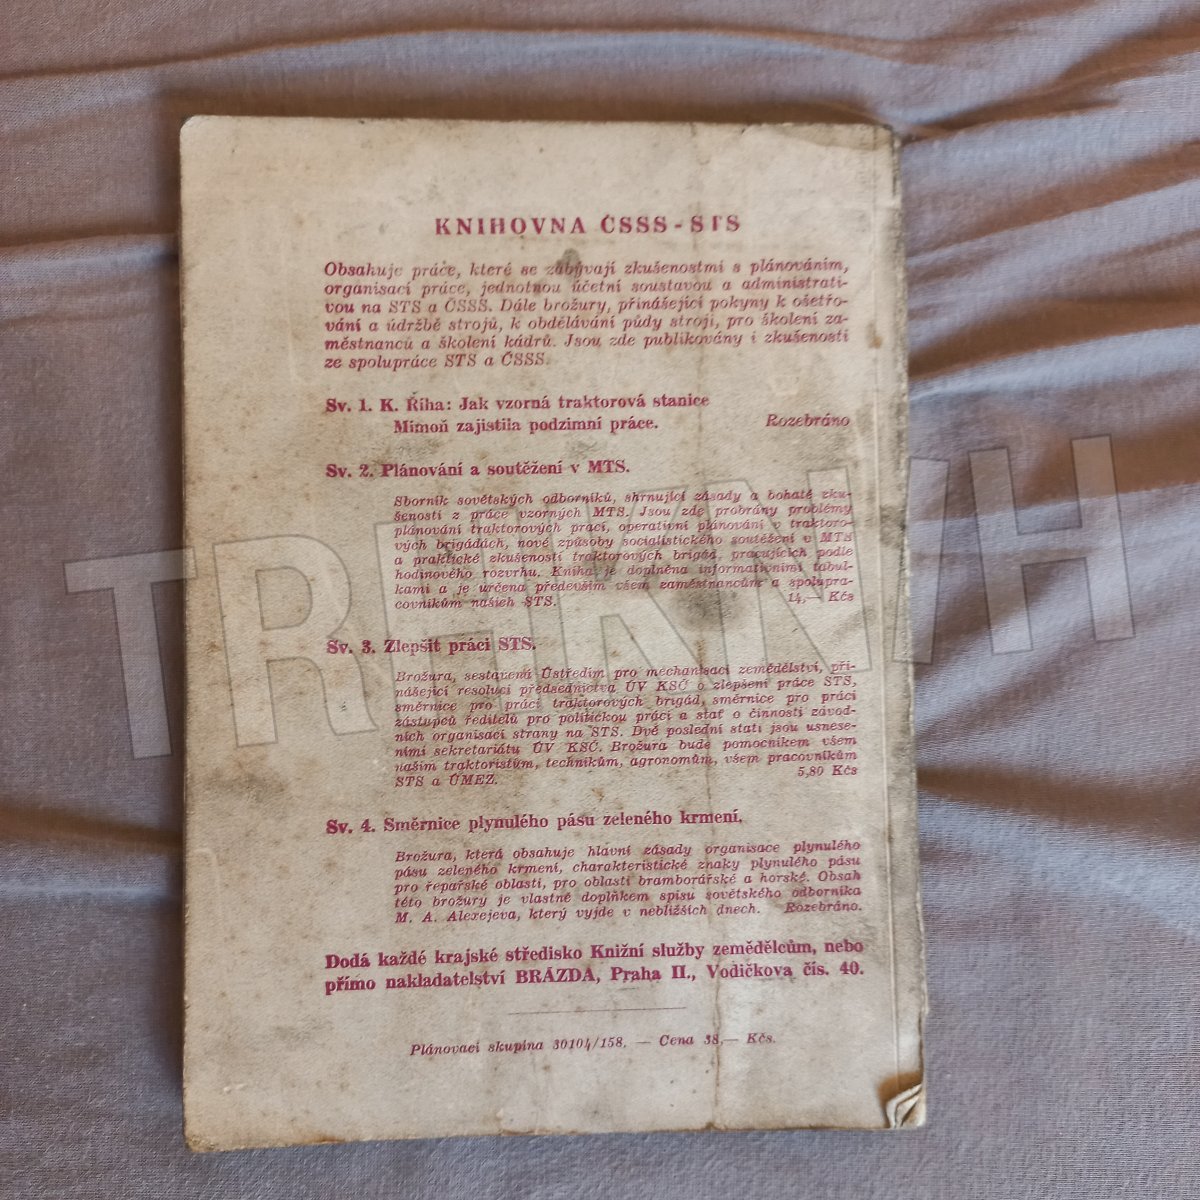 KNIHOVNA ČSSS - STS
Obsahuje práce, které se zabývají zkušenostmi s plánováním,
organisací práce, jednotnou účetní soustavou a administrati-
vou na STS a ČSSS. Dále brožury, přinášející pokyny k ošetřo-
vání a údržbě strojů, k obdělávání půdy stroji, pro školení za-
městnanců a školení kádrů. Jsou zde publikovány i zkušenosti
ze spolupráce STS a ČSSS.
Sv. 1. K. Říha: Jak vzorná traktorová stanice
Mimoň zajistila podzimní práce. Rozebráno
Sv. 2. Plánování a soutěžení v MTS.
Sborník sovětských odborníků, shrnující zásady a bohaté zku-
šenosti z práce vzorných MTS. Jsou zde probrány problémy
plánování traktorových prací, operativní plánování v traktoro-
vých brigádách, nové způsoby socialistického soutěžení v MTS
a praktické zkušenosti traktorových brigád, pracujících podle
hodinového rozvrhu. Kniha je doplněna informativními tabul-
kami a je určena především všem zaměstnancům a spolupra-
covníkům našich STS. 14,— Kčs
Sv. 3. Zlepšit práci STS.
Brožura, sestavená Ústředím pro mechanisaci zemědělství, při-
nášející resoluci předsednictva ÚV KSČ o zlepšení práce STS,
směrnice pro práci traktorových brigád, směrnice pro práci
zástupců ředitelů pro politickou práci a stať o činnosti závod-
ních organisací strany na STS. Dvě poslední stati jsou usnese-
ními sekretariátu ÚV KSČ. Brožura bude pomocníkem všem
našim traktoristům, technikům, agronomům, všem pracovníkům
STS a ÚMEZ. 5,80 Kčs
Sv. 4. Směrnice plynulého pásu zeleného krmení.
Brožura, která obsahuje hlavní zásady organisace plynulého
pásu zeleného krmení, charakteristické znaky plynulého pásu
pro řepařské oblasti, pro oblasti bramborářské a horské. Obsah
této brožury je vlastně doplňkem spisu sovětského odborníka
M. A. Alexejeva, který vyjde v nebližších dnech. Rozebráno.
Dodá každé krajské středisko Knižní služby zemědělcům, nebo
přímo nakladatelství BRÁZDA, Praha II., Vodičkova čís. 40.
Plánovací skupina 30104/158. — Cena 38,— Kčs.